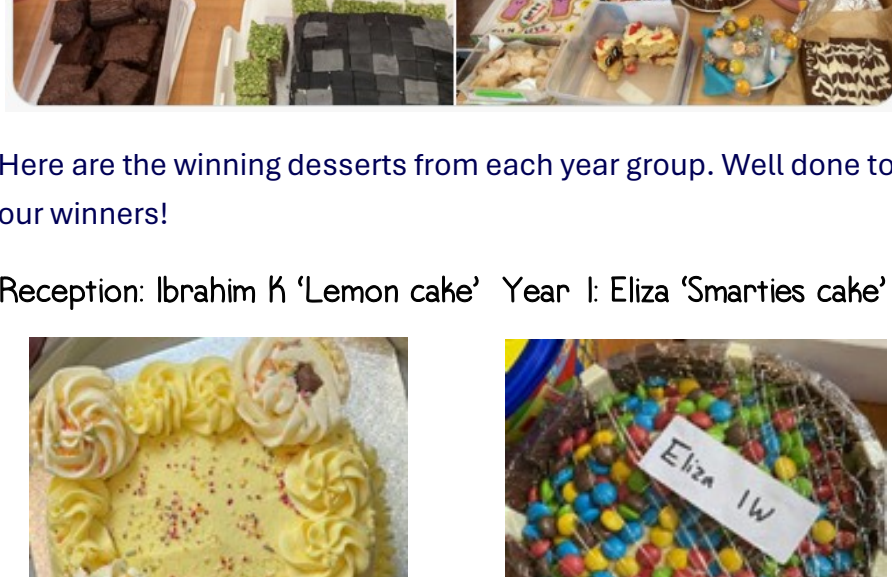 Here are the winning desserts from each year group. Well done to
our winners!
Reception: Ibrahim K ‘Lemon cake’ Year 1: Eliza ‘Smarties cake’
Eliza 1W